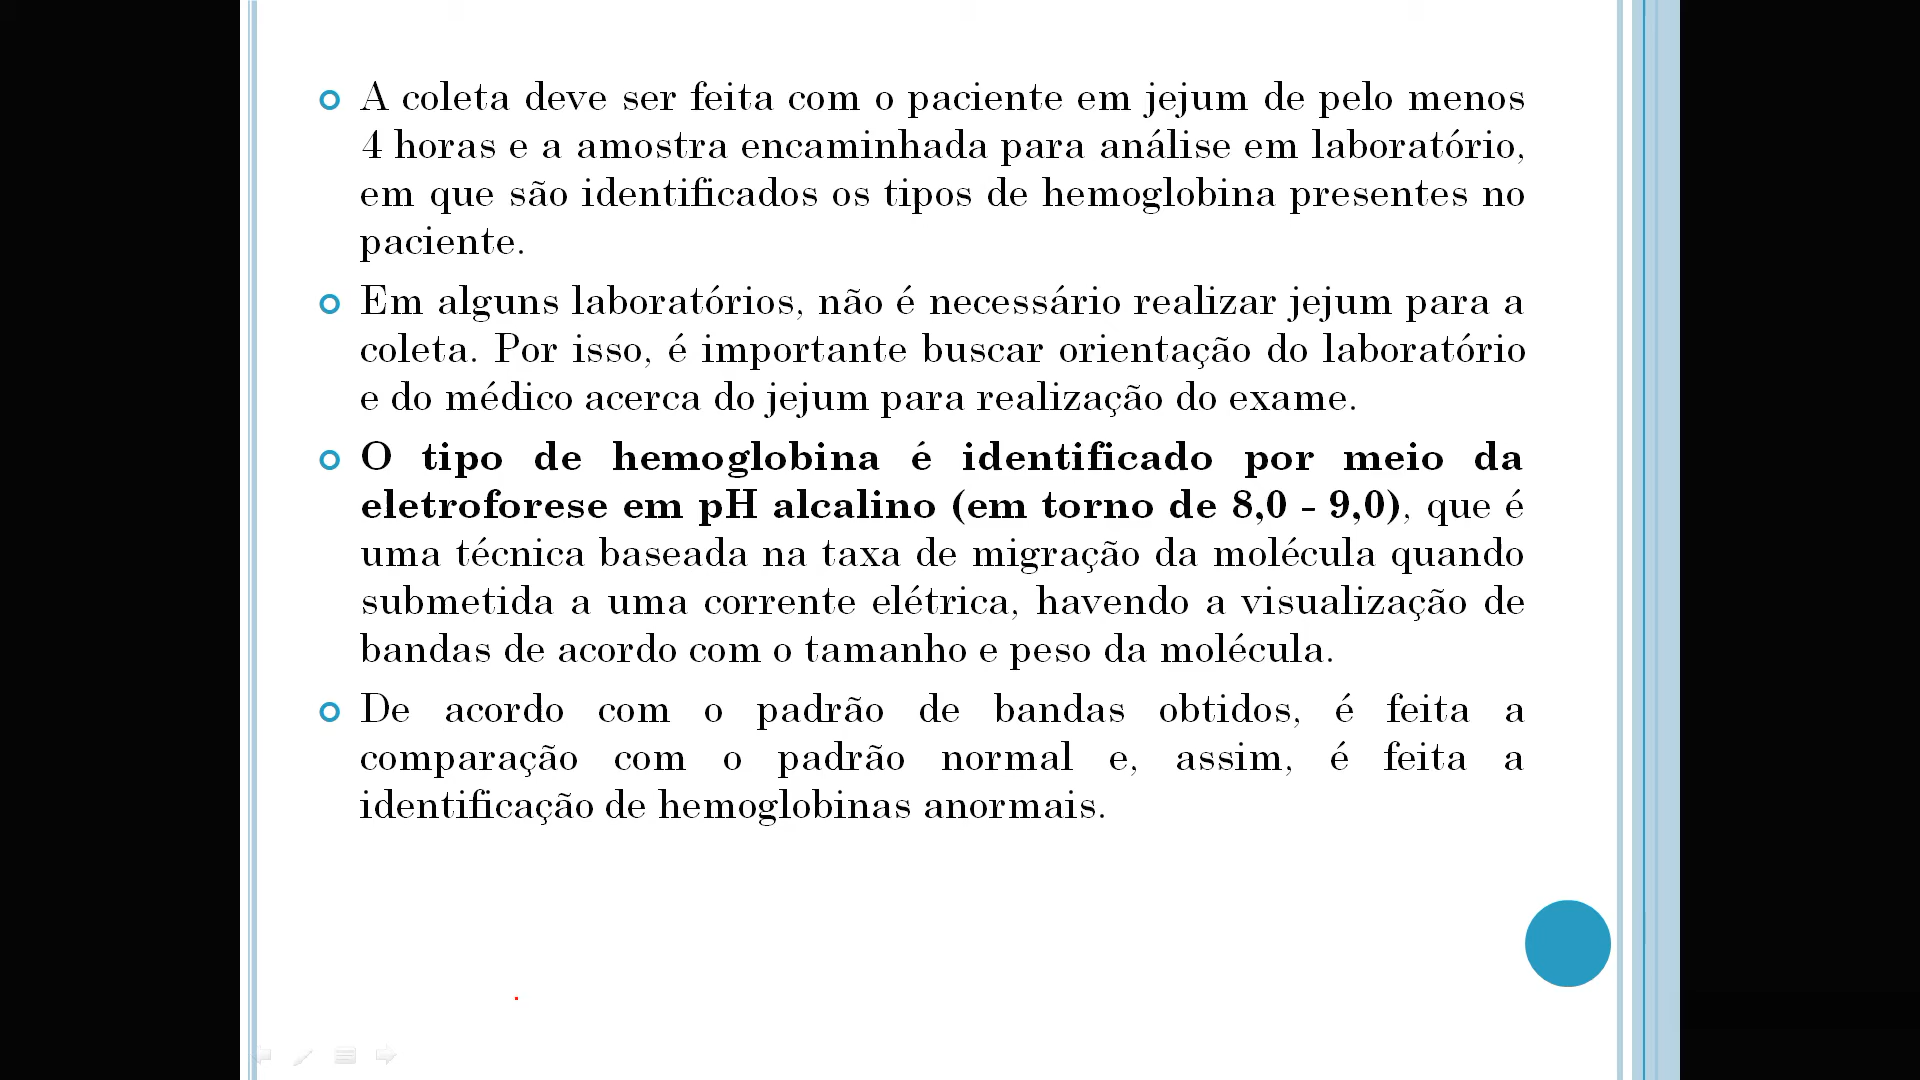 A coleta deve ser feita com o paciente em jejum de pelo menos
4 horas e a amostra encaminhada para análise em laboratório,
em que são identificados os tipos de hemoglobina presentes no
paciente.
Em alguns laboratórios, não é necessário realizar jejum para a
coleta. Por isso, é importante buscar orientação do laboratório
e do médico acerca do jejum para realização do exame.
O tipo de hemoglobina é identificado por meio da
eletroforese em pH alcalino (em torno de 8,0 - 9,0), que é
uma técnica baseada na taxa de migração da molécula quando
submetida a uma corrente elétrica, havendo a visualização de
bandas de acordo com o tamanho e peso da molécula.
De acordo com o padrão de bandas obtidos, é feita a
comparação com o padrão normal e, assim, é feita a
identificação de hemoglobinas anormais.